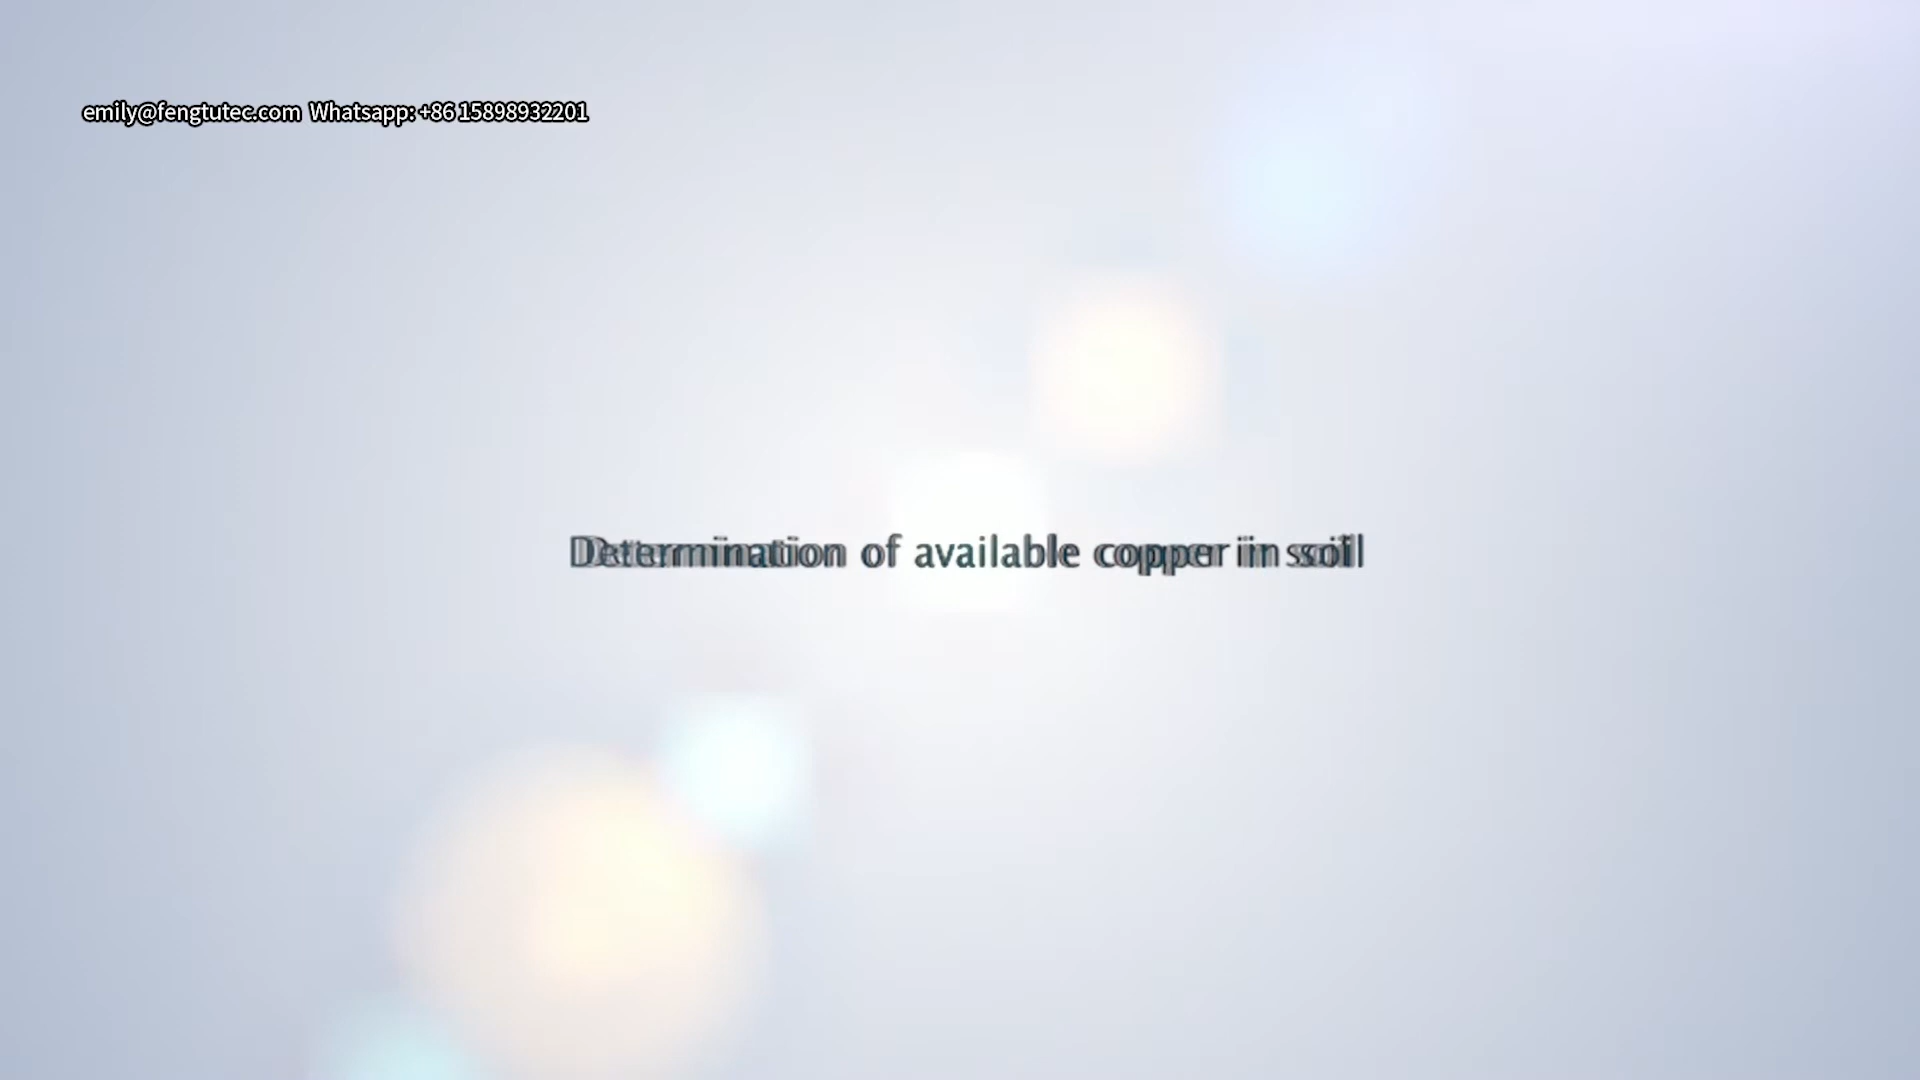 emily@fengtutec.com Whatsapp: +86 15898932201
Determination of available copper in soil